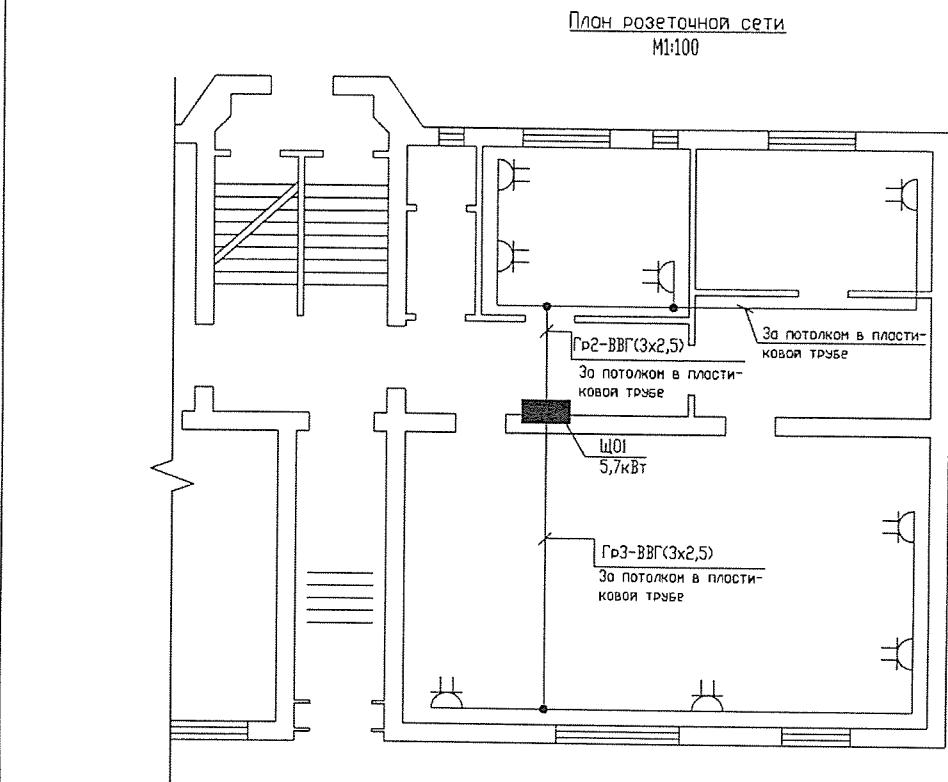 План розеточной сети
М1:100
За потолком в пласти-
ковой трубе
Гр2-ВВГ(3х2,5)
За потолком в пласти-
ковой трубе
ЩО1
5,7кВт
Гр3-ВВГ(3х2,5)
За потолком в пласти-
ковой трубе